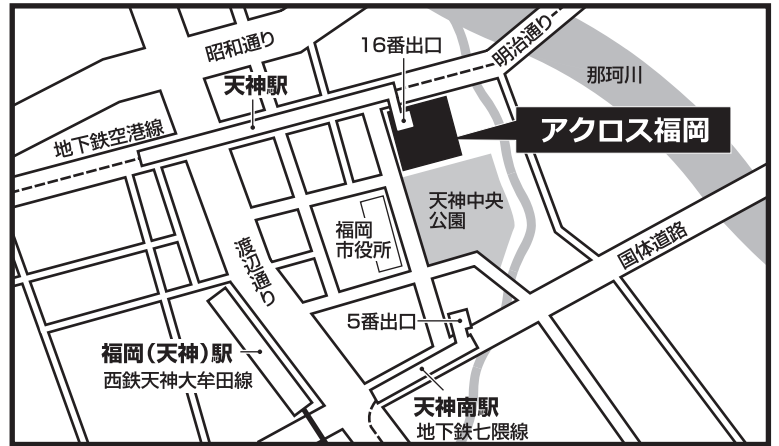 昭和通り
16番出口
明治通り
那珂川
天神駅
アクロス福岡
地下鉄空港線
天神中央
公園
福岡
市役所
国体道路
渡辺通り
5番出口
福岡(天神)駅
西鉄天神大牟田線
天神南駅
地下鉄七隈線